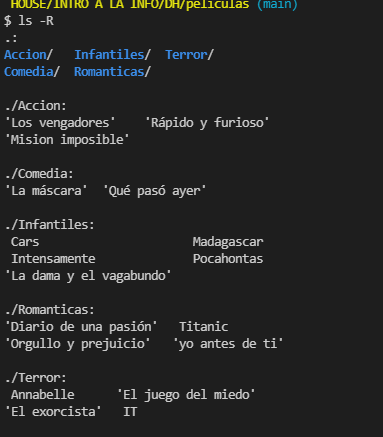 HOUSE/INTRO A LA INFO/DH/peliculas (main)
$ ls -R
.:
Accion/ Infantiles/ Terror/
Comedia/ Romanticas/
./Accion:
'Los vengadores' 'Rápido y furioso'
'Mision imposible'
./Comedia:
'La máscara' 'Qué pasó ayer'
./Infantiles:
Cars Madagascar
Intensamente Pocahontas
'La dama y el vagabundo'
./Romanticas:
'Diario de una pasión' Titanic
'Orgullo y prejuicio' 'yo antes de ti'
./Terror:
Annabelle 'El juego del miedo'
'El exorcista' IT